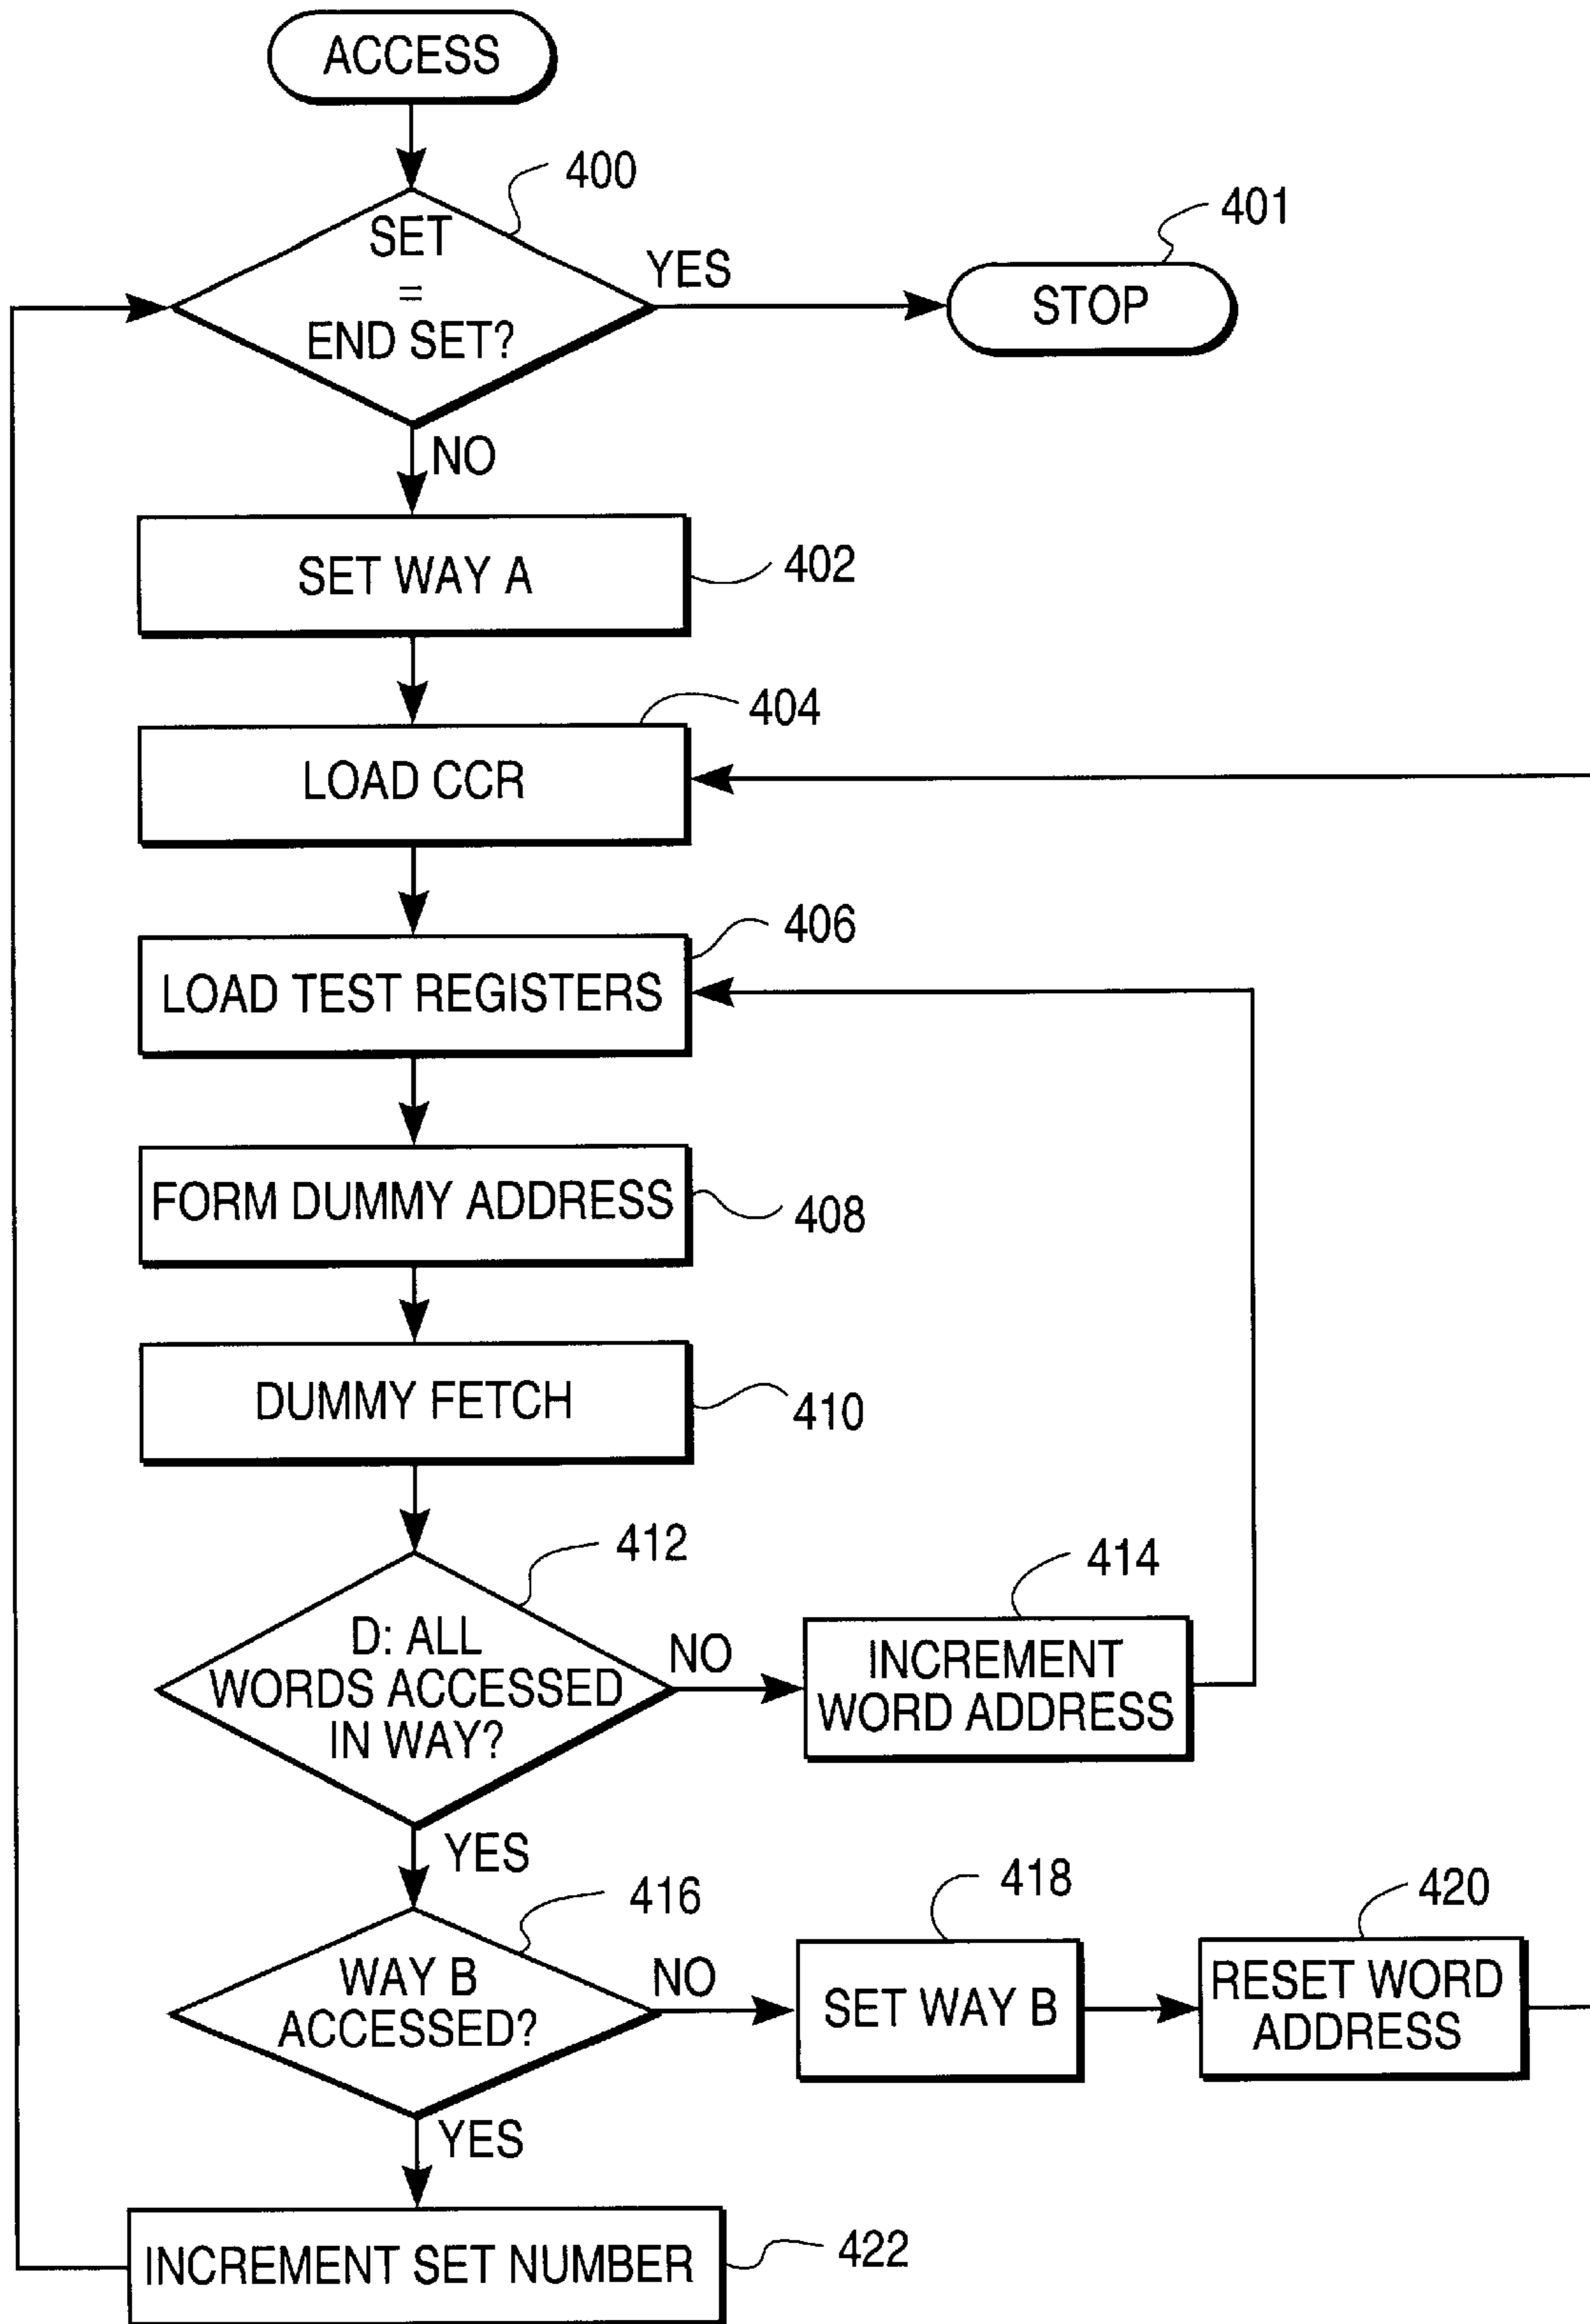 ACCESS
400
SET
=
END SET?
YES
401
STOP
NO
SET WAY A
402
404
LOAD CCR
406
LOAD TEST REGISTERS
FORM DUMMY ADDRESS
408
DUMMY FETCH
410
412
D: ALL
WORDS ACCESSED
IN WAY?
NO
414
INCREMENT
WORD ADDRESS
YES
416
WAY B
ACCESSED?
NO
418
SET WAY B
420
RESET WORD
ADDRESS
YES
INCREMENT SET NUMBER
422